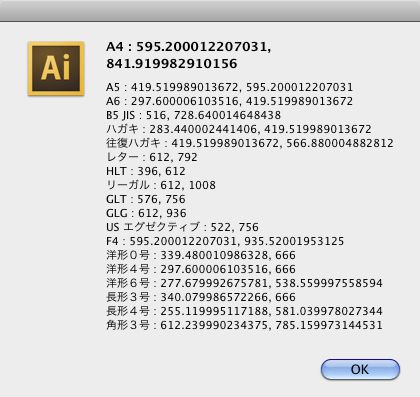 Ai
A4 : 595.200012207031,
841.919982910156
A5 : 419.519989013672, 595.200012207031
A6 : 297.600006103516, 419.519989013672
B5 JIS : 516, 728.640014648438
ハガキ : 283.440002441406, 419.519989013672
往復ハガキ : 419.519989013672, 566.880004882812
レター : 612, 792
HLT : 396, 612
リーガル : 612, 1008
GLT : 576, 756
GLG : 612, 936
US エグゼクティブ : 522, 756
F4 : 595.200012207031, 935.52001953125
洋形０号 : 339.480010986328, 666
洋形４号 : 297.600006103516, 666
洋形６号 : 277.679992675781, 538.559997558594
長形３号 : 340.079986572266, 666
長形４号 : 255.119995117188, 581.039978027344
角形３号 : 612.239990234375, 785.159973144531
OK